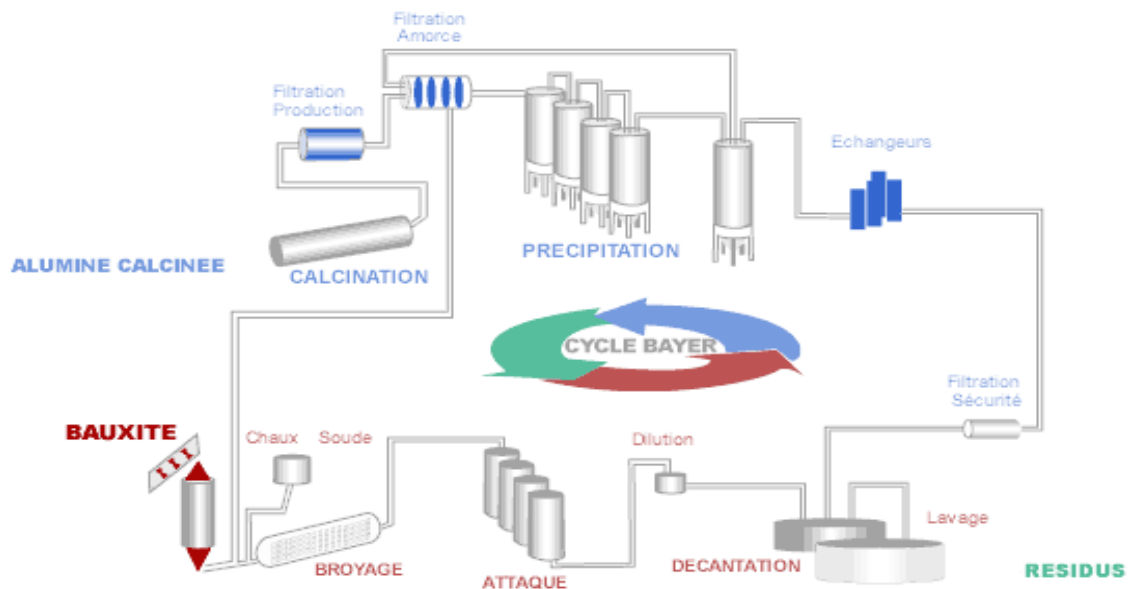 Filtration
Amorce
Filtration
Production
Echangeurs
PRECIPITATION
ALUMINE CALCINEE
CALCINATION
CYCLE BAYER
Filtration
Sécurité
BAUXITE
Chaux Soude
Dilution
Lavage
BROYAGE
ATTAQUE
DECANTATION
RESIDUS